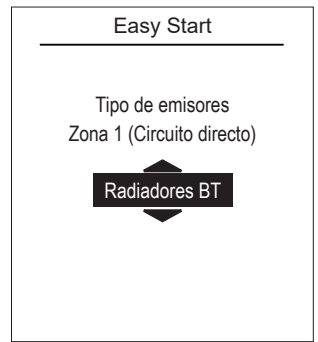 Easy Start
Tipo de emisores
Zona 1 (Circuito directo)
Radiadores BT